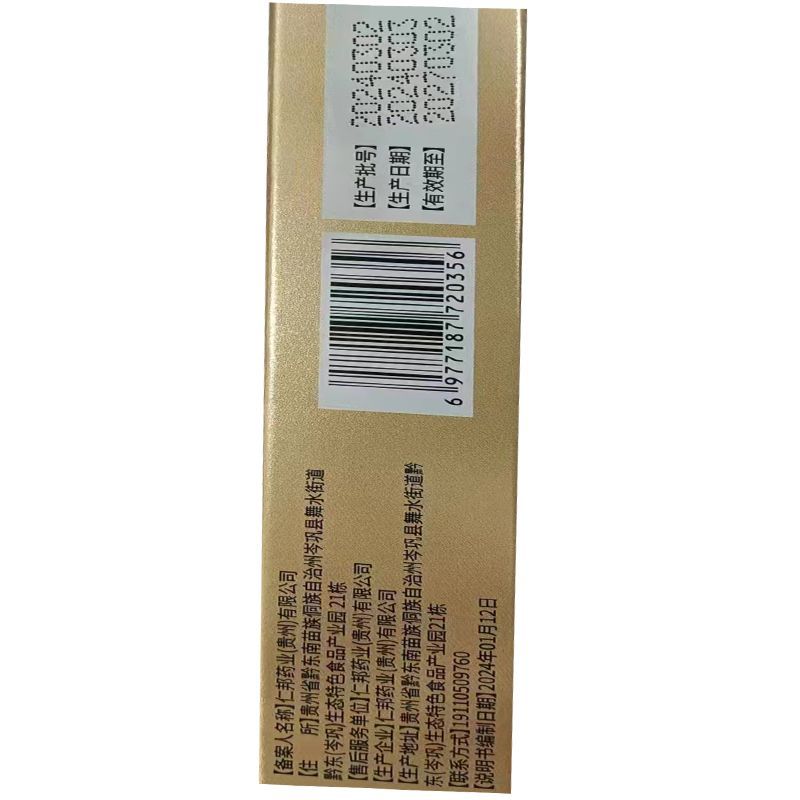 【备案人名称】仁邦药业(贵州)有限公司
【住 所】贵州省黔东南苗族侗族自治州岑巩县舞水街道
黔东(岑巩)生态特色食品产业园 21栋
【售后服务单位】仁邦药业(贵州)有限公司
【生产企业】仁邦药业(贵州)有限公司
【生产地址】贵州省黔东南苗族侗族自治州岑巩县舞水街道黔
东(岑巩)生态特色食品产业园21栋
【联系方式】19110509760
【说明书编制日期】2024年01月12日
6 977187 720356
【生产批号】 20240302
【生产日期】 20240303
【有效期至】 20270302